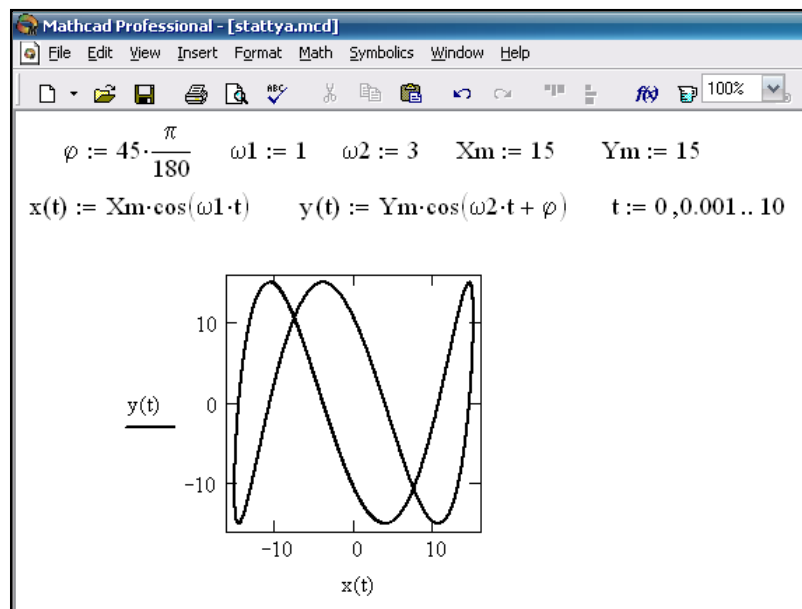 Mathcad Professional - [stattya.mcd]
File Edit View Insert Format Math Symbolics Window Help
ABC f(x) 100%
φ := 45·π/180 ω1 := 1 ω2 := 3 Xm := 15 Ym := 15
x(t) := Xm·cos(ω1·t) y(t) := Ym·cos(ω2·t + φ) t := 0,0.001.. 10
10
y(t) 0
−10
−10 0 10
x(t)